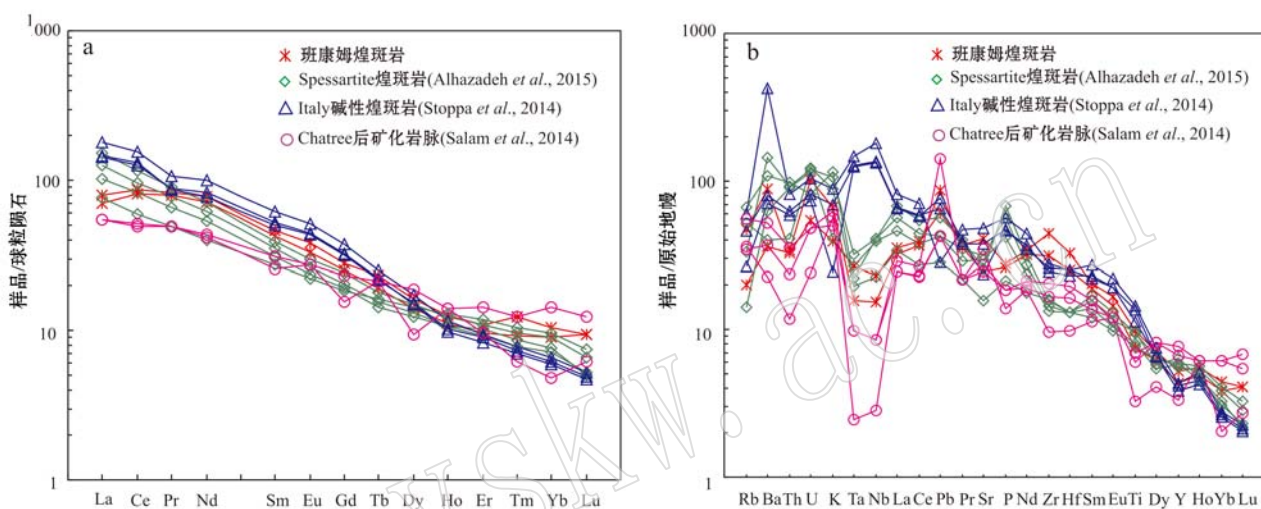 1000
100
10
1
样品/球粒陨石
a
班康姆煌斑岩
Spessartite煌斑岩(Alhazadeh et al., 2015)
Italy碱性煌斑岩(Stoppa et al., 2014)
Chatree后矿化岩脉(Salam et al., 2014)
La Ce Pr Nd Sm Eu Gd Tb Dy Ho Er Tm Yb Lu
1000
100
10
1
样品/原始地幔
b
班康姆煌斑岩
Spessartite煌斑岩(Alhazadeh et al., 2015)
Italy碱性煌斑岩(Stoppa et al., 2014)
Chatree后矿化岩脉(Salam et al., 2014)
Rb Ba Th U K Ta Nb La Ce Pb Pr Sr P Nd Zr Hf Sm Eu Ti Dy Y Ho Yb Lu
yskw.ac.cn